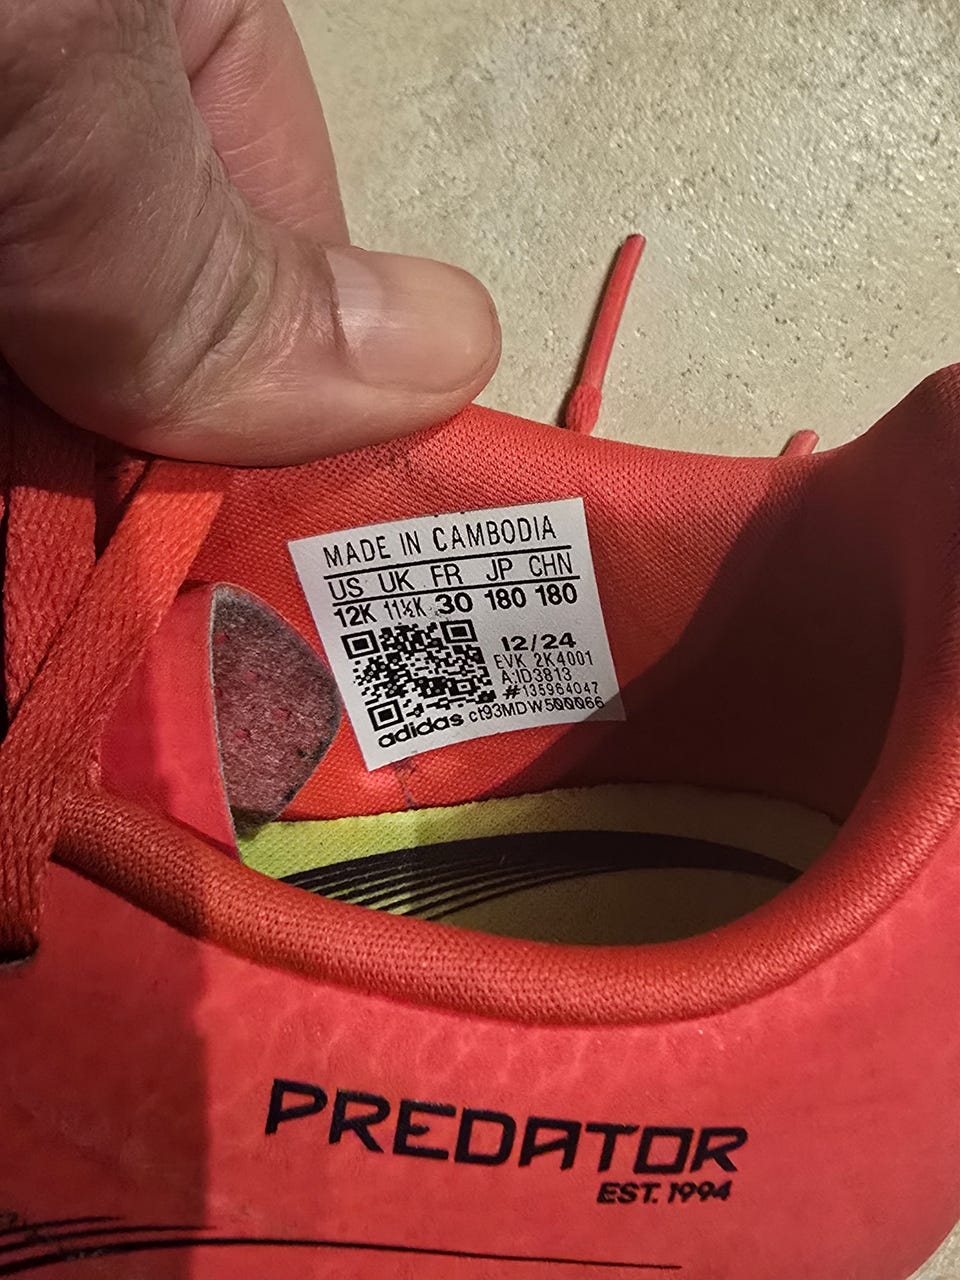 MADE IN CAMBODIA
US UK FR JP CHN
12K 11½K 30 180 180
12/24
EVK 2K4001
A:ID3813
#135964047
adidas ct93MDW500066
PREDATOR
EST. 1994